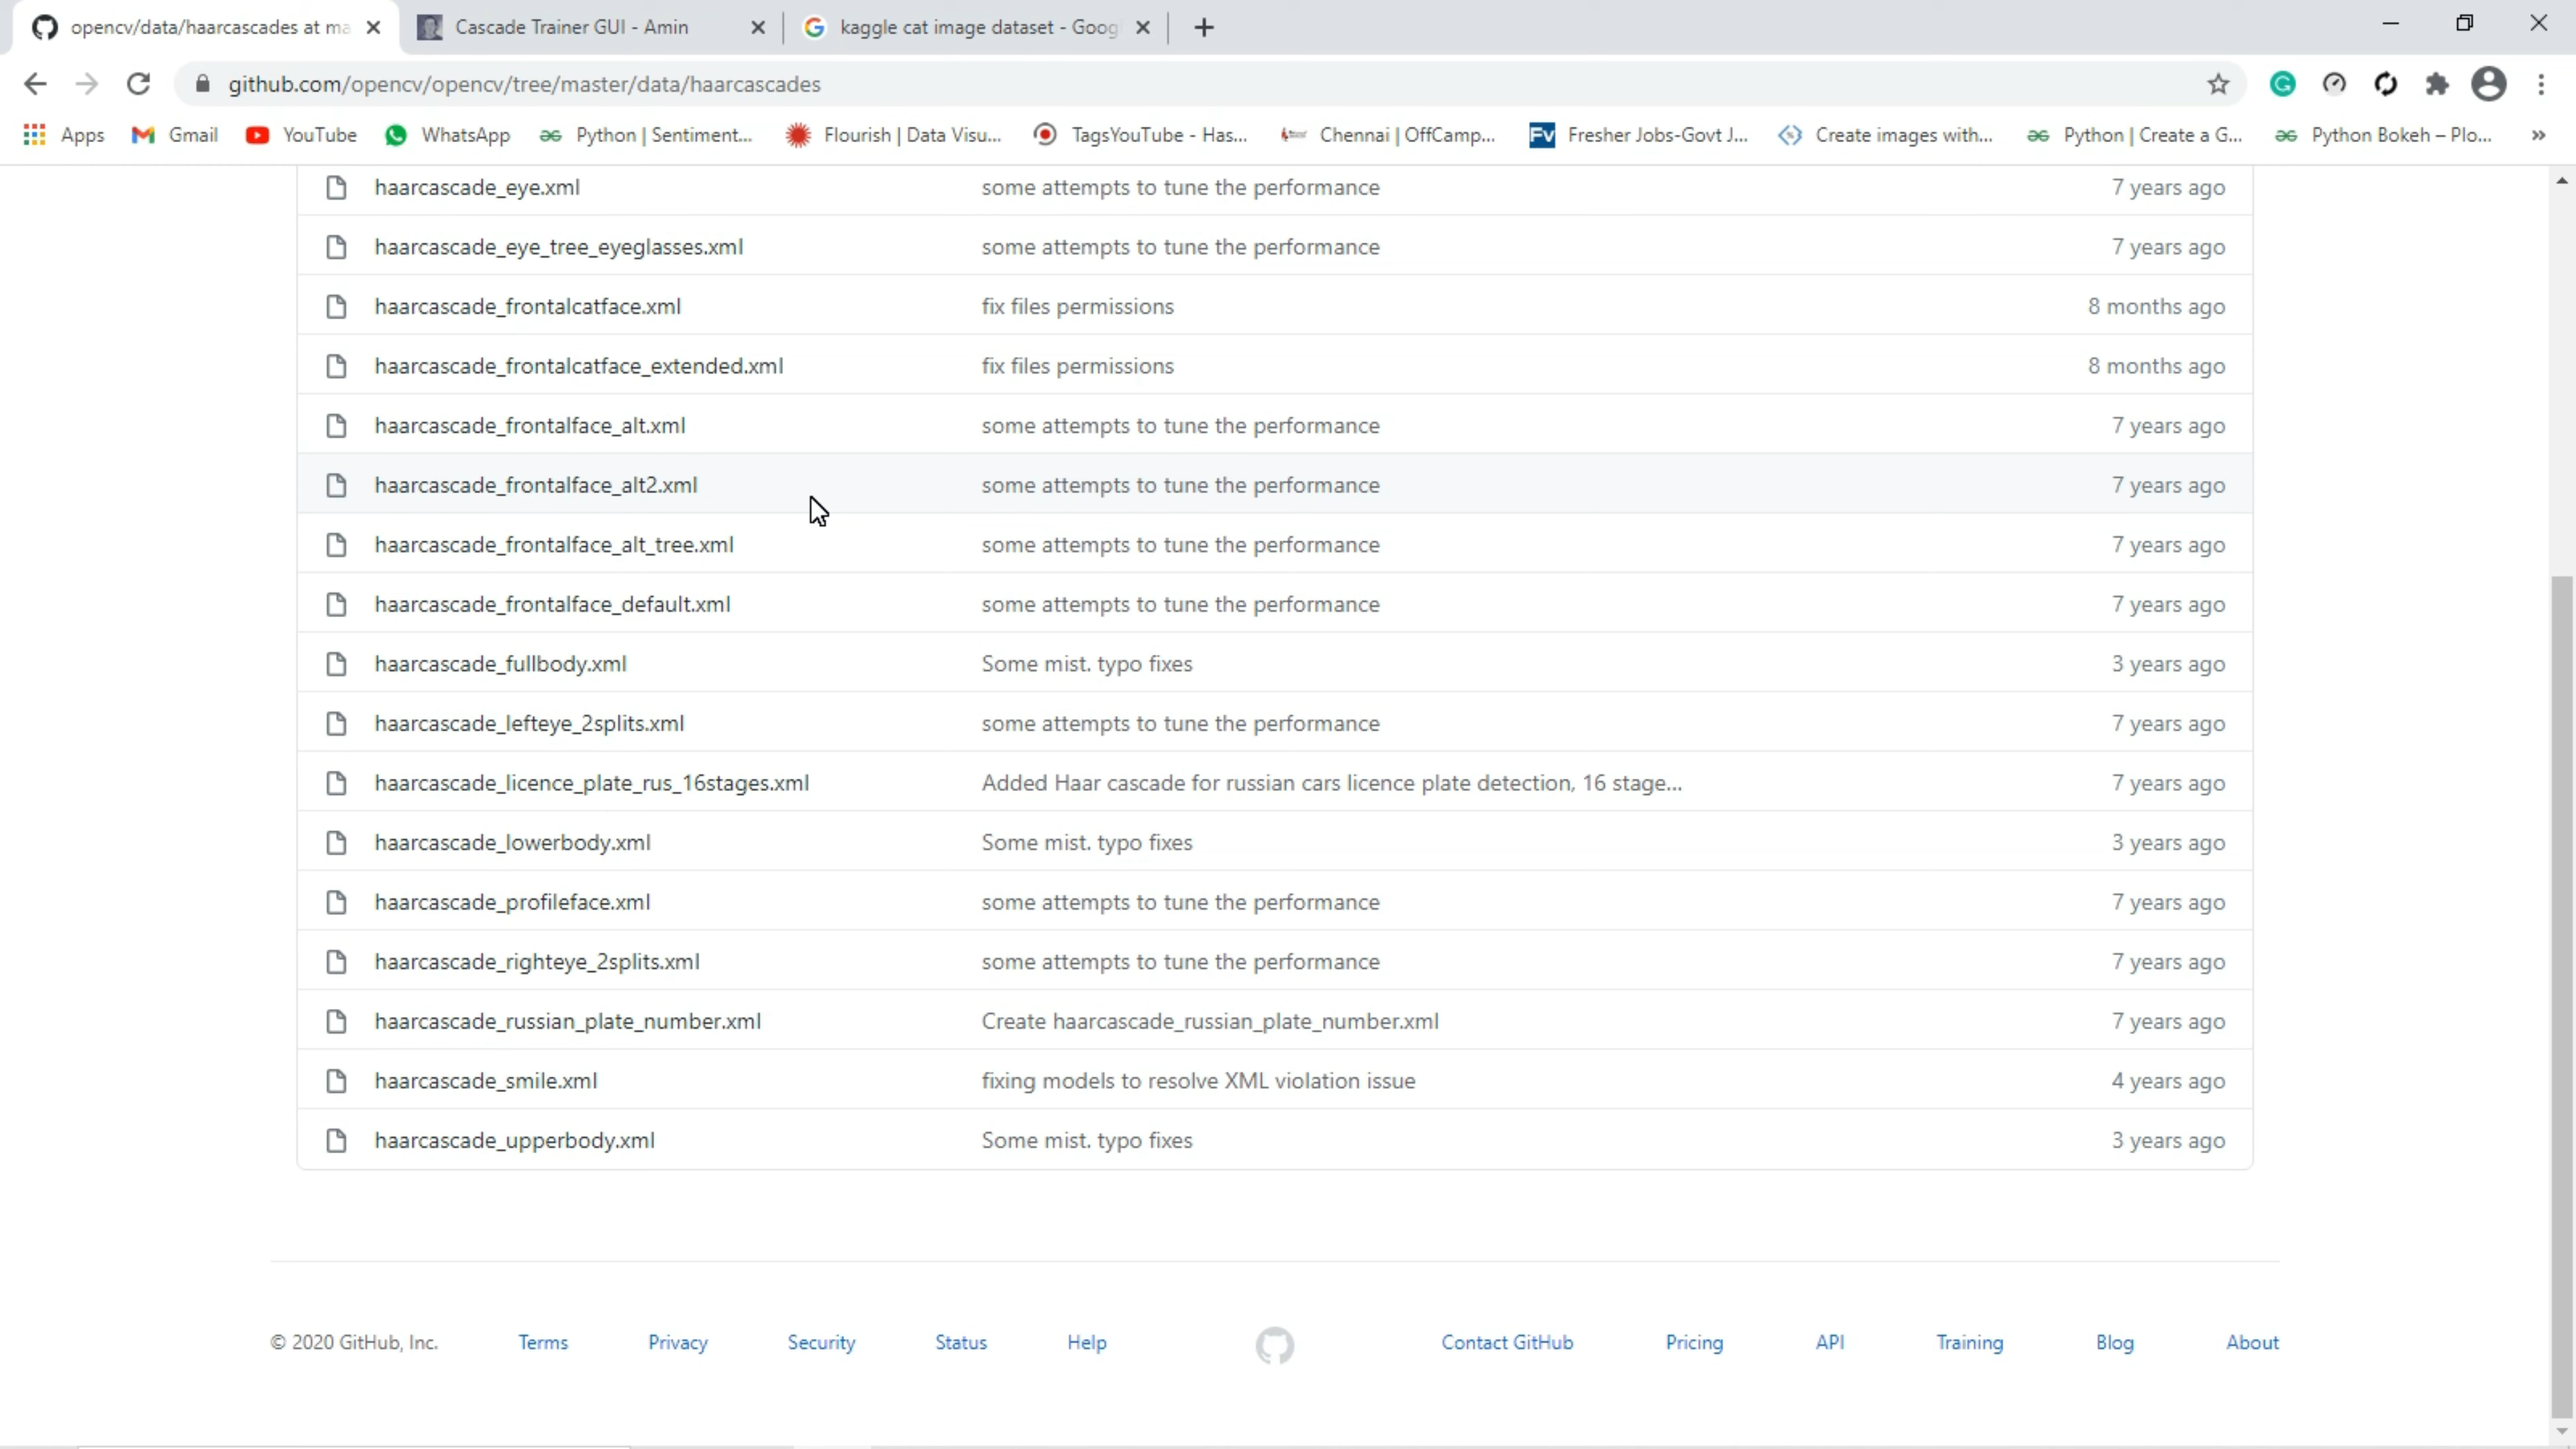 opencv/data/haarcascades at ma
Cascade Trainer GUI - Amin
kaggle cat image dataset - Goog
github.com/opencv/opencv/tree/master/data/haarcascades
Apps Gmail YouTube WhatsApp Python | Sentiment... Flourish | Data Visu... TagsYouTube - Has... Chennai | OffCamp... Fv Fresher Jobs-Govt J... Create images with... Python | Create a G... Python Bokeh – Plo... »
haarcascade_eye.xml some attempts to tune the performance 7 years ago
haarcascade_eye_tree_eyeglasses.xml some attempts to tune the performance 7 years ago
haarcascade_frontalcatface.xml fix files permissions 8 months ago
haarcascade_frontalcatface_extended.xml fix files permissions 8 months ago
haarcascade_frontalface_alt.xml some attempts to tune the performance 7 years ago
haarcascade_frontalface_alt2.xml some attempts to tune the performance 7 years ago
haarcascade_frontalface_alt_tree.xml some attempts to tune the performance 7 years ago
haarcascade_frontalface_default.xml some attempts to tune the performance 7 years ago
haarcascade_fullbody.xml Some mist. typo fixes 3 years ago
haarcascade_lefteye_2splits.xml some attempts to tune the performance 7 years ago
haarcascade_licence_plate_rus_16stages.xml Added Haar cascade for russian cars licence plate detection, 16 stage... 7 years ago
haarcascade_lowerbody.xml Some mist. typo fixes 3 years ago
haarcascade_profileface.xml some attempts to tune the performance 7 years ago
haarcascade_righteye_2splits.xml some attempts to tune the performance 7 years ago
haarcascade_russian_plate_number.xml Create haarcascade_russian_plate_number.xml 7 years ago
haarcascade_smile.xml fixing models to resolve XML violation issue 4 years ago
haarcascade_upperbody.xml Some mist. typo fixes 3 years ago
© 2020 GitHub, Inc. Terms Privacy Security Status Help Contact GitHub Pricing API Training Blog About